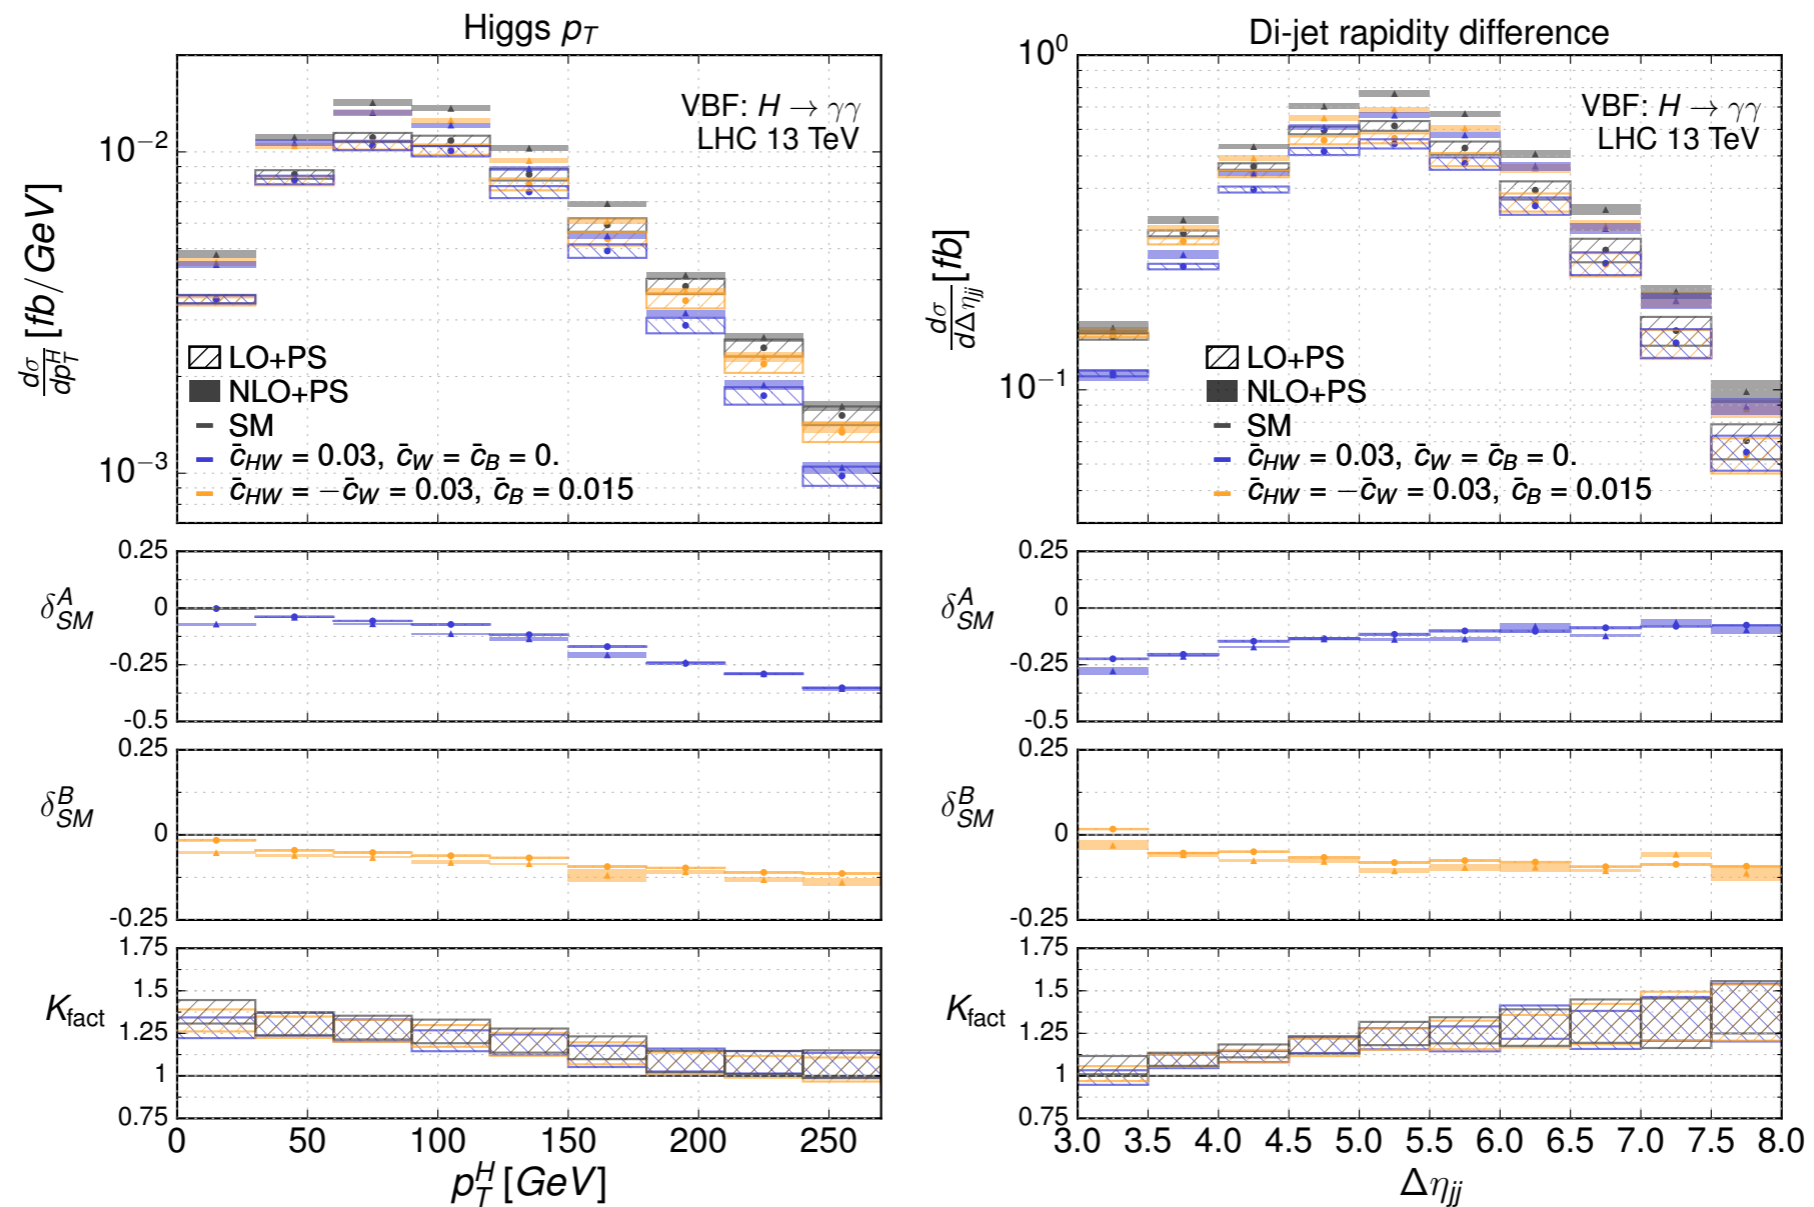 Higgs p_T
VBF: H → γγ
LHC 13 TeV
dσ/dp_T^H [fb/GeV]
10^-2
10^-3
LO+PS
NLO+PS
SM
c̄_HW = 0.03, c̄_W = c̄_B = 0.
c̄_HW = −c̄_W = 0.03, c̄_B = 0.015
δ_SM^A
0.25
0
-0.25
-0.5
δ_SM^B
0.25
0
-0.25
K_fact
1.75
1.5
1.25
1
0.75
0 50 100 150 200 250
p_T^H [GeV]
Di-jet rapidity difference
VBF: H → γγ
LHC 13 TeV
dσ/dΔη_jj [fb]
10^0
10^-1
LO+PS
NLO+PS
SM
c̄_HW = 0.03, c̄_W = c̄_B = 0.
c̄_HW = −c̄_W = 0.03, c̄_B = 0.015
δ_SM^A
0.25
0
-0.25
-0.5
δ_SM^B
0.25
0
-0.25
K_fact
1.75
1.5
1.25
1
0.75
3.0 3.5 4.0 4.5 5.0 5.5 6.0 6.5 7.0 7.5 8.0
Δη_jj